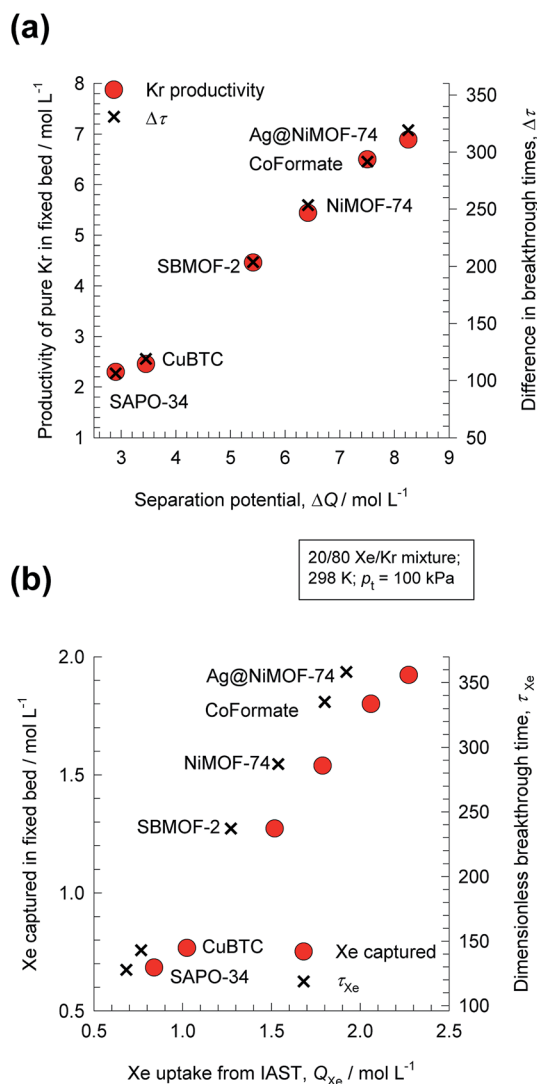 (a)
Kr productivity
Δτ
Ag@NiMOF-74
CoFormate
NiMOF-74
SBMOF-2
CuBTC
SAPO-34
Productivity of pure Kr in fixed bed / mol L⁻¹
8
7
6
5
4
3
2
1
Difference in breakthrough times, Δτ
350
300
250
200
150
100
50
3 4 5 6 7 8 9
Separation potential, ΔQ / mol L⁻¹
20/80 Xe/Kr mixture;
298 K; pₜ = 100 kPa
(b)
Ag@NiMOF-74
CoFormate
NiMOF-74
SBMOF-2
CuBTC
SAPO-34
Xe captured
τXe
Xe captured in fixed bed / mol L⁻¹
2.0
1.5
1.0
0.5
Dimensionless breakthrough time, τXe
350
300
250
200
150
100
0.5 1.0 1.5 2.0 2.5
Xe uptake from IAST, QXe / mol L⁻¹